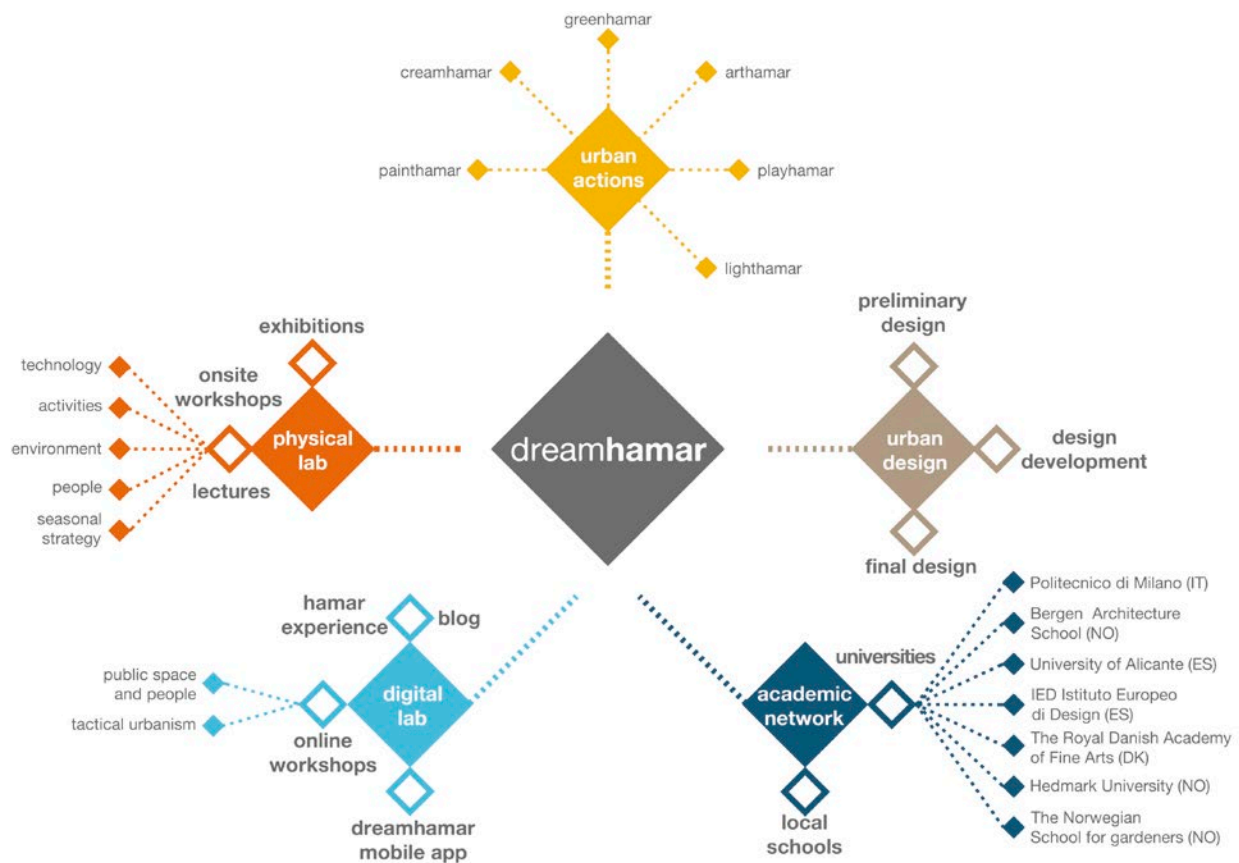 greenhamar
creamhamar
arthamar
painthamar
urban
actions
playhamar
lighthamar
exhibitions
technology
onsite
workshops
activities
environment
physical
lab
people
lectures
seasonal
strategy
dreamhamar
preliminary
design
urban
design
design
development
final design
hamar
experience
blog
public space
and people
digital
lab
tactical urbanism
online
workshops
dreamhamar
mobile app
universities
academic
network
local
schools
Politecnico di Milano (IT)
Bergen Architecture
School (NO)
University of Alicante (ES)
IED Istituto Europeo
di Design (ES)
The Royal Danish Academy
of Fine Arts (DK)
Hedmark University (NO)
The Norwegian
School for gardeners (NO)